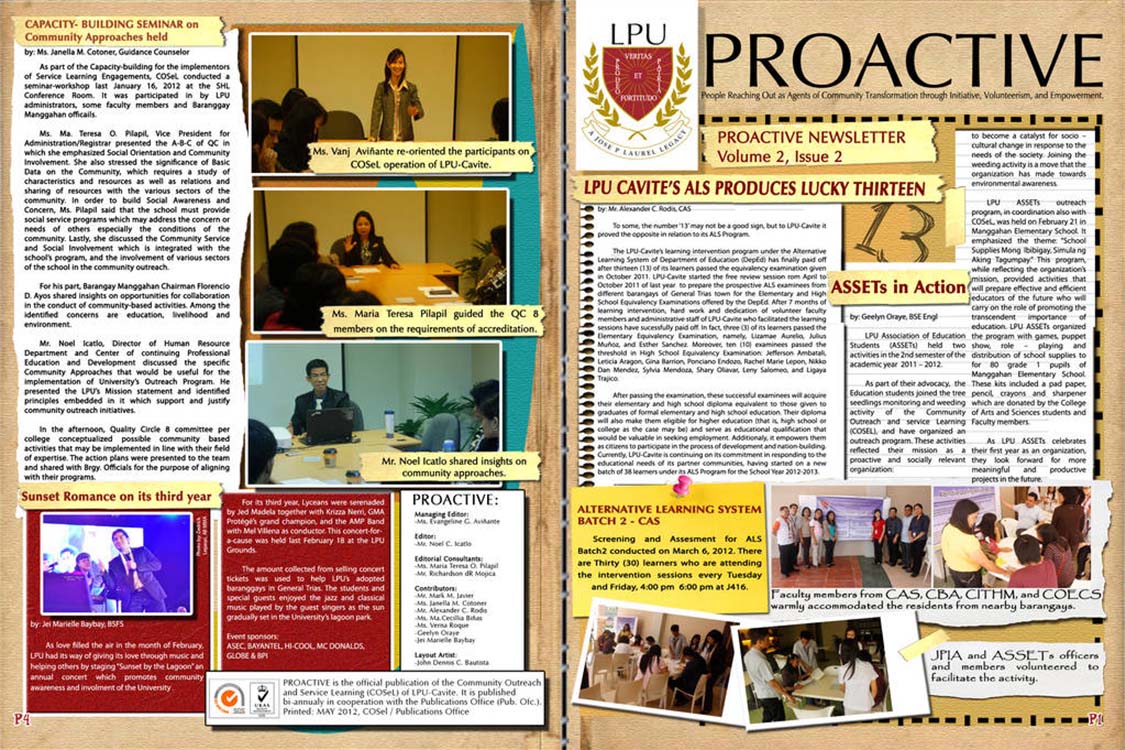 CAPACITY- BUILDING SEMINAR on
Community Approaches held
by: Ms. Janella M. Cotoner, Guidance Counselor
As part of the Capacity-building for the implementors
of Service Learning Engagements, COSeL conducted a
seminar-workshop last January 16, 2012 at the SHL
Conference Room. It was participated in by LPU
administrators, some faculty members and Baranggay
Manggahan officails.
Ms. Ma. Teresa O. Pilapil, Vice President for
Administration/Registrar presented the A-B-C of QC in
which she emphasized Social Orientation and Community
Involvement. She also stressed the significance of Basic
Data on the Community, which requires a study of
characteristics and resources as well as relations and
sharing of resources with the various sectors of the
community. In order to build Social Awareness and
Concern, Ms. Pilapil said that the school must provide
social service programs which may address the concern or
needs of others especially the conditions of the
community. Lastly, she discussed the Community Service
and Social Involvement which is integrated with the
school's program, and the involvement of various sectors
of the school in the community outreach.
For his part, Barangay Manggahan Chairman Florencio
D. Ayos shared insights on opportunities for collaboration
in the conduct of community-based activities. Among the
identified concerns are education, livelihood and
environment.
Mr. Noel Icatlo, Director of Human Resource
Department and Center of continuing Professional
Education and Development discussed the specific
Community Approaches that would be useful for the
implementation of University's Outreach Program. He
presented the LPU's Mission statement and identified
principles embedded in it which support and justify
community outreach initiatives.
In the afternoon, Quality Circle 8 committee per
college conceptualized possible community based
activities that may be implemented in line with their field
of expertise. The action plans were presented to the team
and shared with Brgy. Officials for the purpose of aligning
with their programs.
Ms. Vanj Aviñante re-oriented the participants on
COSeL operation of LPU-Cavite.
Ms. Maria Teresa Pilapil guided the QC 8
members on the requirements of accreditation.
Mr. Noel Icatlo shared insights on
community approaches.
Sunset Romance on its third year
by: Jei Marielle Baybay, BSFS
As love filled the air in the month of February,
LPU had its way of giving its love through music and
helping others by staging "Sunset by the Lagoon" an
annual concert which promotes community
awareness and involment of the University .
For its third year, Lyceans were serenaded
by Jed Madela together with Krizza Nerri, GMA
Protégé's grand champion, and the AMP Band
with Mel Villena as conductor. This concert-for-
a-cause was held last February 18 at the LPU
Grounds.
The amount collected from selling concert
tickets was used to help LPU's adopted
baranggays in General Trias. The students and
special guests enjoyed the jazz and classical
music played by the guest singers as the sun
gradually set in the University's lagoon park.
Event sponsors:
ASEC, BAYANTEL, HI-COOL, MC DONALDS,
GLOBE & BPI
PROACTIVE:
Managing Editor:
-Ms. Evangeline G. Aviñante
Editor:
-Mr. Noel C. Icatlo
Editorial Consultants:
-Ms. Maria Teresa O. Pilapil
-Mr. Richardson dR Mojica
Contributors:
-Mr. Mark M. Javier
-Ms. Janella M. Cotoner
-Mr. Alexander C. Rodis
-Ms. Ma.Cecillia Biñas
-Ms. Verna Roque
-Geelyn Oraye
-Jei Marielle Baybay
Layout Artist:
-John Dennis C. Bautista
PROACTIVE is the official publication of the Community Outreach
and Service Learning (COSeL) of LPU-Cavite. It is published
bi-annualy in cooperation with the Publications Office (Pub. Ofc.).
Printed: MAY 2012, COSel / Publications Office
UKAS
P4
LPU
VERITAS
ET
FORTITUDO
PRO DEO
PATRIA
A JOSE P LAUREL LEGACY
PROACTIVE
People Reaching Out as Agents of Community Transformation through Initiative, Volunteerism, and Empowerment.
PROACTIVE NEWSLETTER
Volume 2, Issue 2
LPU CAVITE'S ALS PRODUCES LUCKY THIRTEEN
by: Mr. Alexander C. Rodis, CAS
To some, the number '13' may not be a good sign, but to LPU-Cavite it
proved the opposite in relation to its ALS Program.
The LPU-Cavite's learning intervention program under the Alternative
Learning System of Department of Education (DepEd) has finally paid off
after thirteen (13) of its learners passed the equivalency examination given
in October 2011. LPU-Cavite started the free review session rom April to
October 2011 of last year to prepare the prospective ALS examinees from
different barangays of General Trias town for the Elementary and High
School Equivalency Examinations offered by the DepEd. After 7 months of
learning intervention, hard work and dedication of volunteer faculty
members and administrative staff of LPU-Cavite who facilitated the learning
sessions have sucessfully paid off. In fact, three (3) of its learners passed the
Elementary Equivalency Examination, namely, Lizamae Aurelio, Julius
Muñoz, and Esther Sanchez. Moreover, ten (10) examinees passed the
threshold in High School Equivalency Examination: Jefferson Ambatali,
Leticia Aragon, Gina Barrion, Ponciano Endozo, Rachel Marie Lepon, Nikko
Dan Mendez, Sylvia Mendoza, Shary Oliavar, Leny Salomeo, and Ligaya
Trajico.
After passing the examination, these successful examinees will acquire
their elementary and high school diploma equivalent to those given to
graduates of formal elementary and high school education. Their diploma
will also make them eligible for higher education (that is, high school or
college as the case may be) and serve as educational qualification that
would be valuable in seeking employment. Additionally, it empowers them
as citizens to participate in the process of development and nation-building.
Currently, LPU-Cavite is continuing on its commitment in responding to the
educational needs of its partner communities, having started on a new
batch of 38 learners under its ALS Program for the School Year 2012-2013.
13
ASSETs in Action
by: Geelyn Oraye, BSE Engl
LPU Association of Education
Students (ASSETs) held two
activities in the 2nd semester of the
academic year 2011 – 2012.
As part of their advocacy, the
Education students joined the tree
seedlings monitoring and weeding
activity of the Community
Outreach and service Learning
(COSEL), and have organized an
outreach program. These activities
reflected their mission as a
proactive and socially relevant
organization:
to become a catalyst for socio –
cultural change in response to the
needs of the society. Joining the
weeding activity is a move that the
organization has made towards
environmental awareness.
LPU ASSETs outreach
program, in coordination also with
COSeL, was held on February 21 in
Manggahan Elementary School. It
emphasized the theme: "School
Supplies Mong Ibibigay, Simula ng
Aking Tagumpay." This program,
while reflecting the organization's
mission, provided activities that
will prepare effective and efficient
educators of the future who will
carry on the role of promoting the
transcendent importance of
education. LPU ASSETs organized
the program with games, puppet
show, role – playing and
distribution of school supplies to
for 80 grade 1 pupils of
Manggahan Elementary School.
These kits included a pad paper,
pencil, crayons and sharpener
which are donated by the College
of Arts and Sciences students and
Faculty members.
As LPU ASSETs celebrates
their first year as an organization,
they look forward for more
meaningful and productive
projects in the future.
ALTERNATIVE LEARNING SYSTEM
BATCH 2 - CAS
Screening and Assesment for ALS
Batch2 conducted on March 6, 2012. There
are Thirty (30) learners who are attending
the intervention sessions every Tuesday
and Friday, 4:00 pm 6:00 pm at J416.
Faculty members from CAS, CBA, CITHM, and COECS
warmly accommodated the residents from nearby barangays.
JPIA and ASSETs officers
and members volunteered to
facilitate the activity.
P1